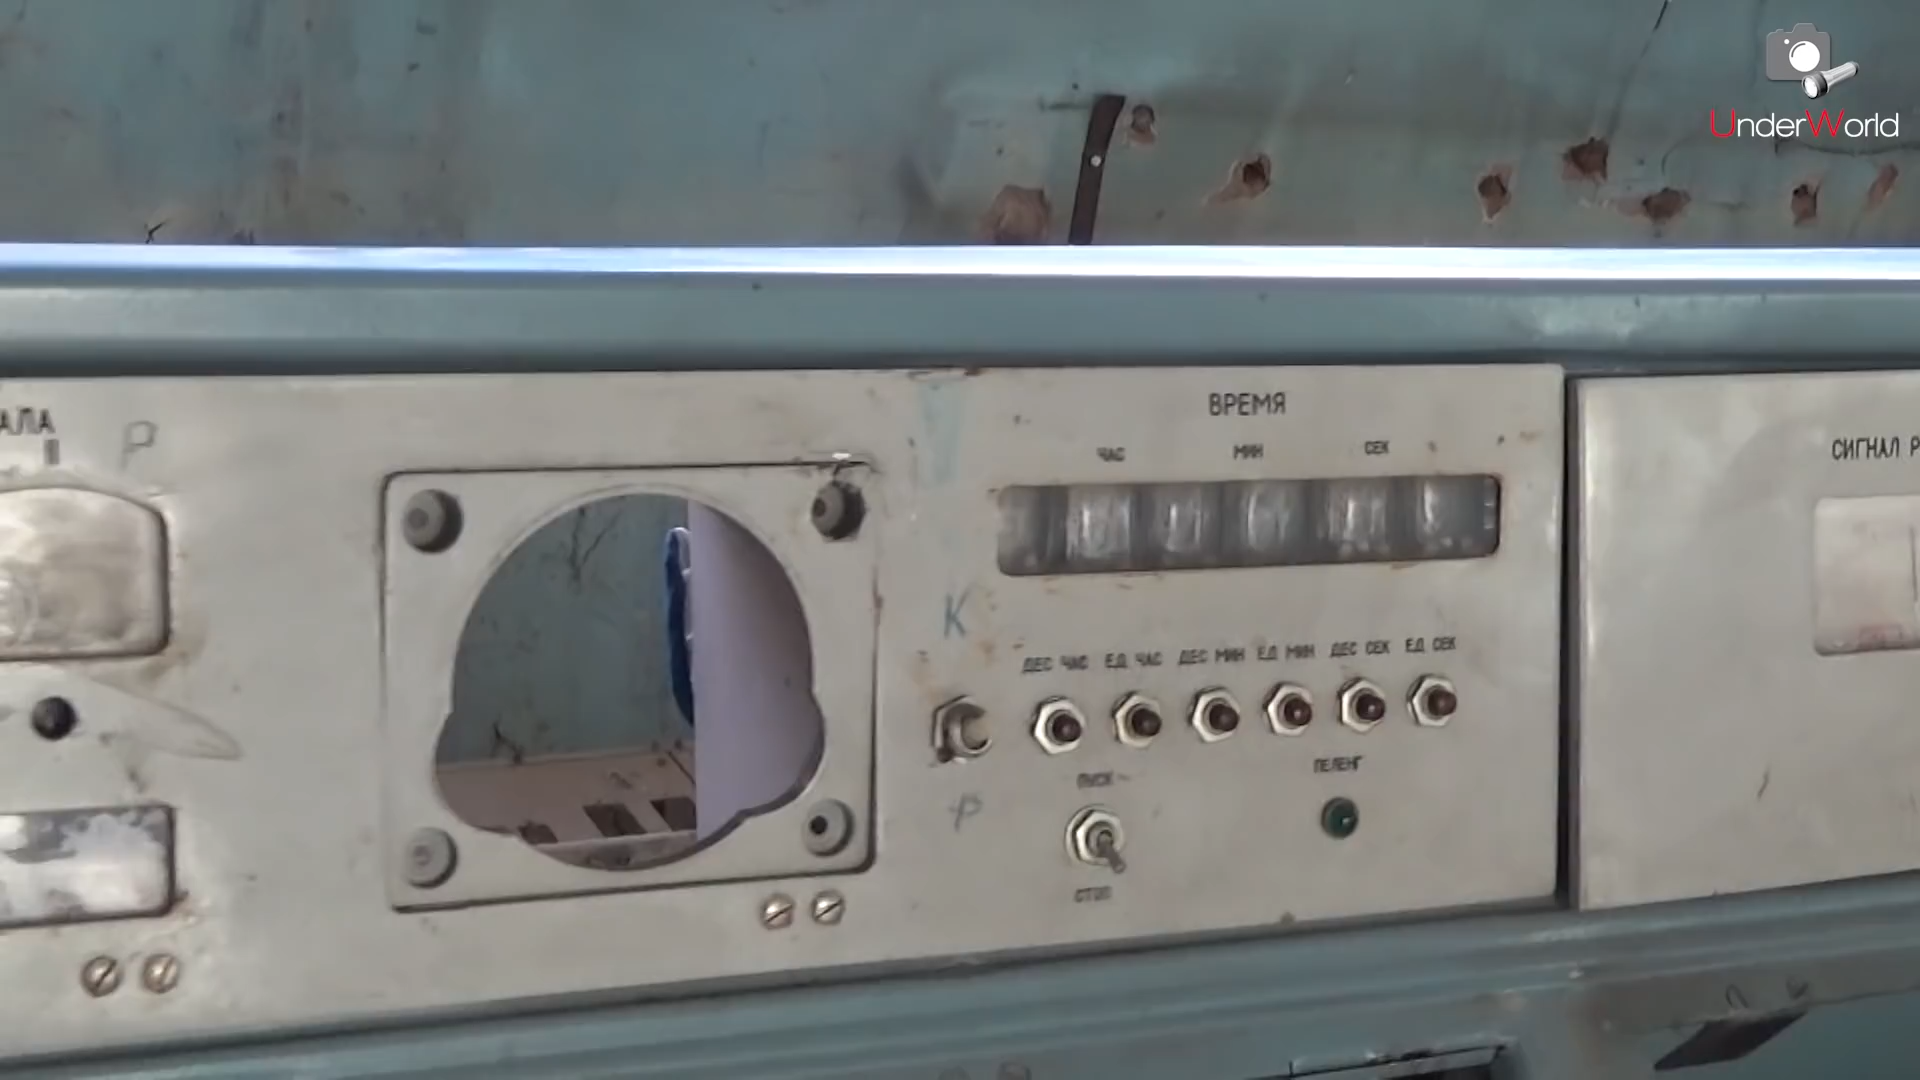 UnderWorld
АЛА
II
Р
ВРЕМЯ
ЧАС МИН СЕК
СИГНАЛ Р
К
ДЕС ЧАС ЕД ЧАС ДЕС МИН ЕД МИН ДЕС СЕК ЕД СЕК
ПУСК
ПЕЛЕНГ
Р
СТОП